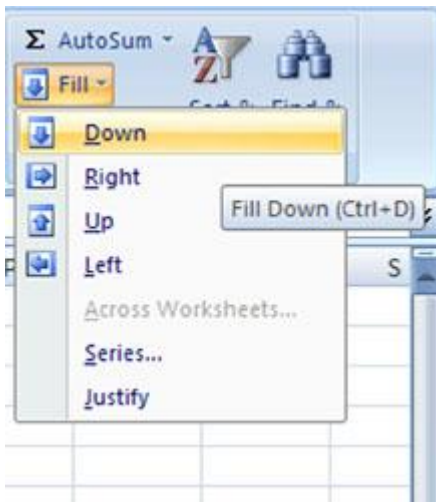 Σ AutoSum
A
Z
Fill
Down
Right
Fill Down (Ctrl+D)
Up
Left
S
Across Worksheets...
Series...
Justify